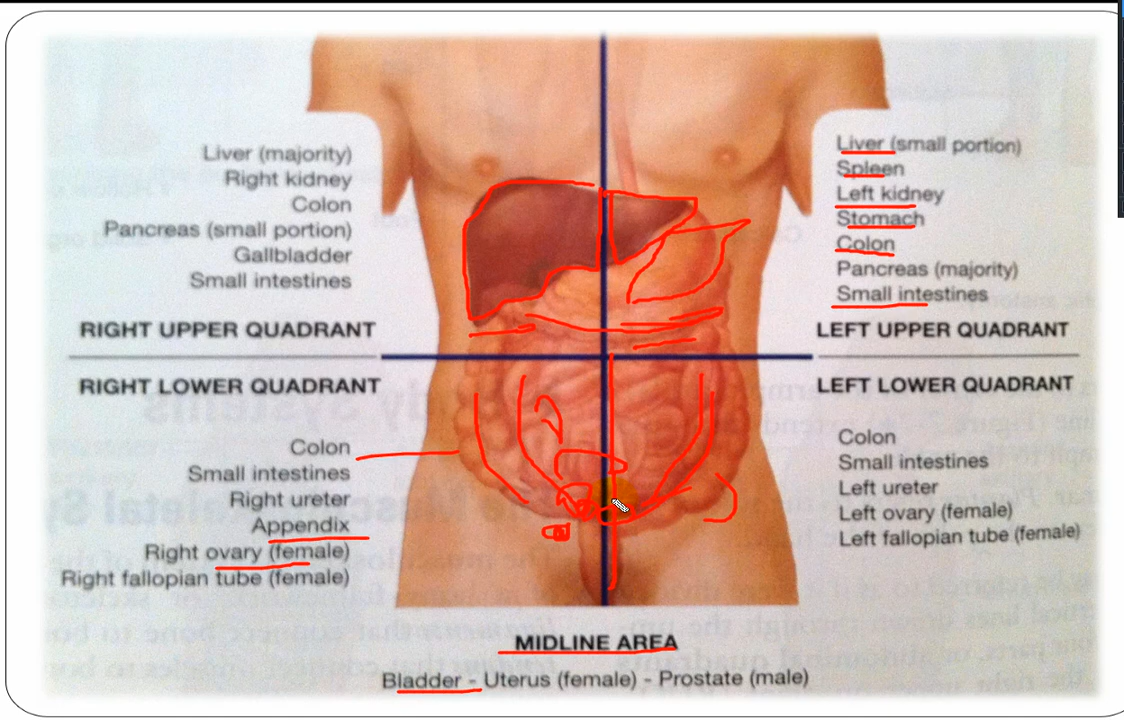 Liver (majority)
Right kidney
Colon
Pancreas (small portion)
Gallbladder
Small intestines
RIGHT UPPER QUADRANT
Liver (small portion)
Spleen
Left kidney
Stomach
Colon
Pancreas (majority)
Small intestines
LEFT UPPER QUADRANT
RIGHT LOWER QUADRANT
Colon
Small intestines
Right ureter
Appendix
Right ovary (female)
Right fallopian tube (female)
LEFT LOWER QUADRANT
Colon
Small intestines
Left ureter
Left ovary (female)
Left fallopian tube (female)
MIDLINE AREA
Bladder - Uterus (female) - Prostate (male)